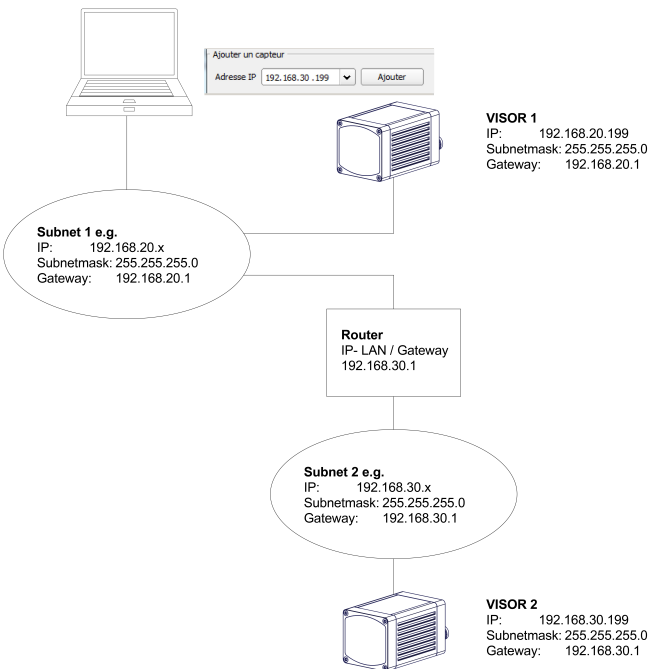 Ajouter un capteur
Adresse IP 192.168.30 .199 Ajouter
VISOR 1
IP: 192.168.20.199
Subnetmask: 255.255.255.0
Gateway: 192.168.20.1
Subnet 1 e.g.
IP: 192.168.20.x
Subnetmask: 255.255.255.0
Gateway: 192.168.20.1
Router
IP- LAN / Gateway
192.168.30.1
Subnet 2 e.g.
IP: 192.168.30.x
Subnetmask: 255.255.255.0
Gateway: 192.168.30.1
VISOR 2
IP: 192.168.30.199
Subnetmask: 255.255.255.0
Gateway: 192.168.30.1